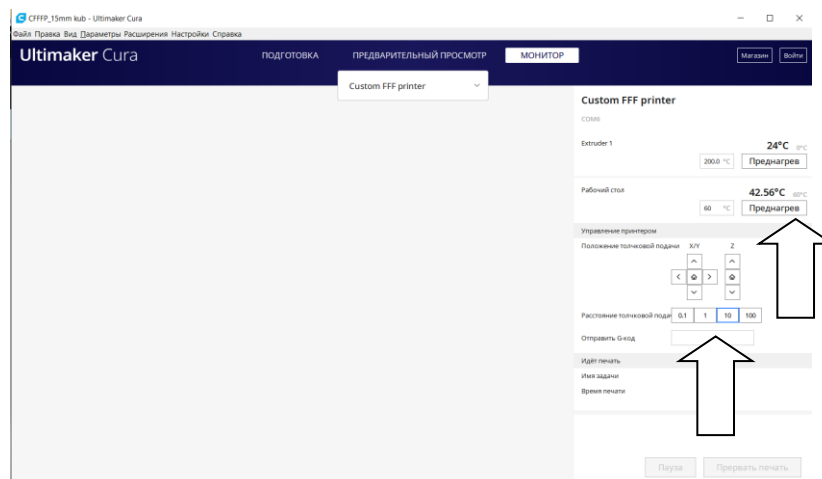 CFFFP_15mm kub - Ultimaker Cura
Файл Правка Вид Параметры Расширения Настройки Справка
Ultimaker Cura ПОДГОТОВКА ПРЕДВАРИТЕЛЬНЫЙ ПРОСМОТР МОНИТОР Магазин Войти
Custom FFF printer
Custom FFF printer
COM6
Extruder 1 24°C 0°C
200.0 °C Преднагрев
Рабочий стол 42.56°C 60°C
60 °C Преднагрев
Управление принтером
Положение толчковой подачи X/Y Z
Расстояние толчковой пода 0,1 1 10 100
Отправить G-код
Идёт печать
Имя задачи
Время печати
Пауза Прервать печать